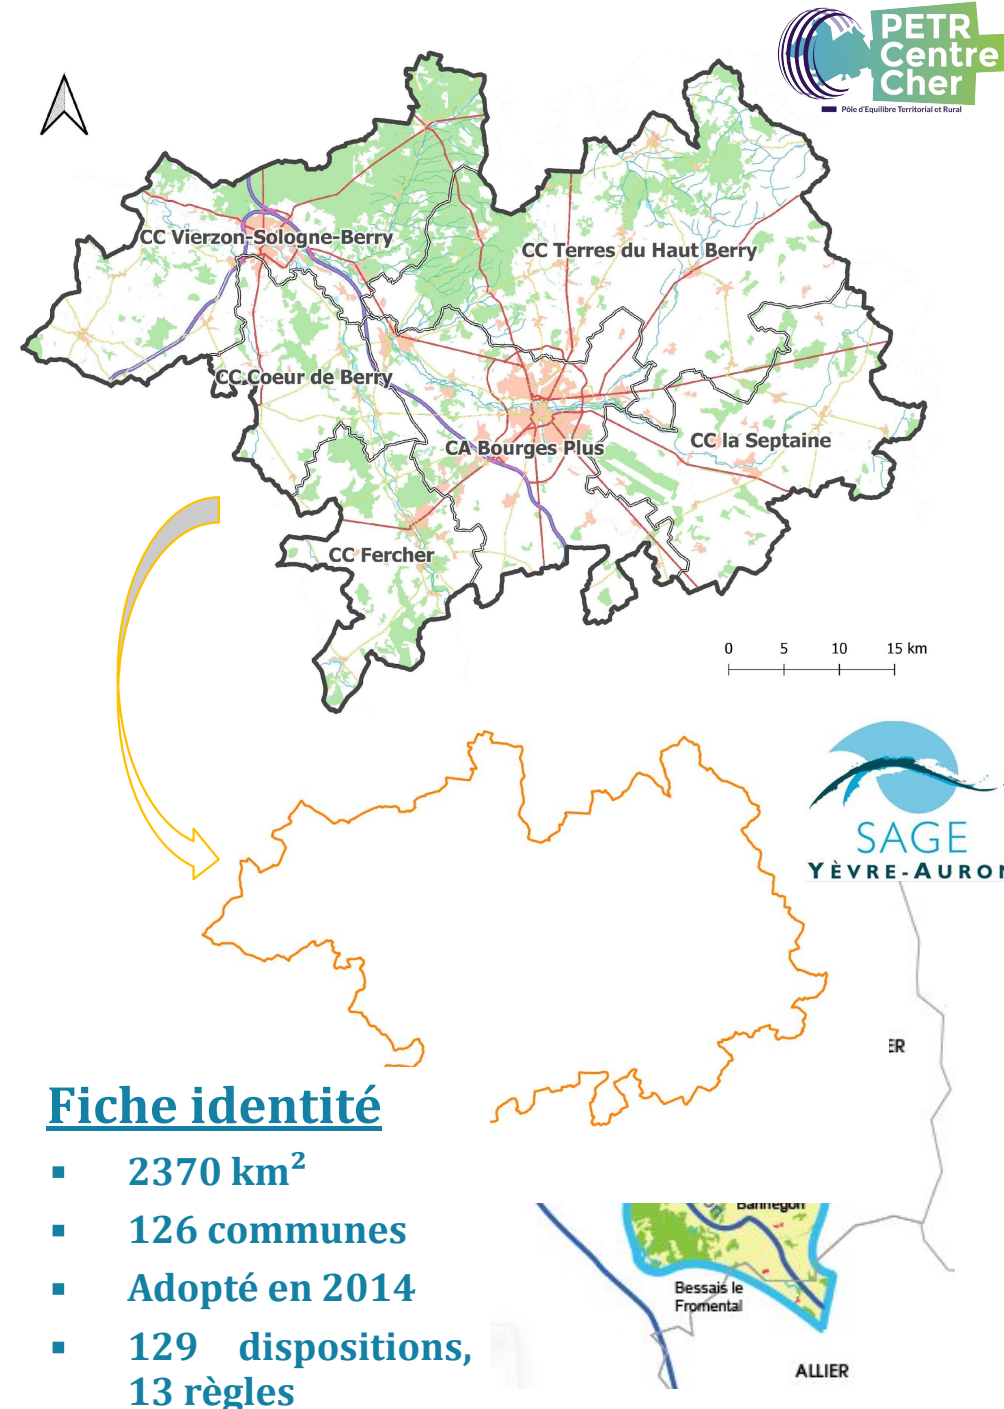 PETR
Centre
Cher
Pôle d'Equilibre Territorial et Rural
CC Vierzon-Sologne-Berry
CC Terres du Haut Berry
CC Coeur de Berry
CA Bourges Plus
CC la Septaine
CC Fercher
0 5 10 15 km
SAGE
YÈVRE-AURON
ER
Fiche identité
▪ 2370 km²
▪ 126 communes
▪ Adopté en 2014
▪ 129 dispositions,
13 règles
Bannegon
Bessais le
Fromental
ALLIER